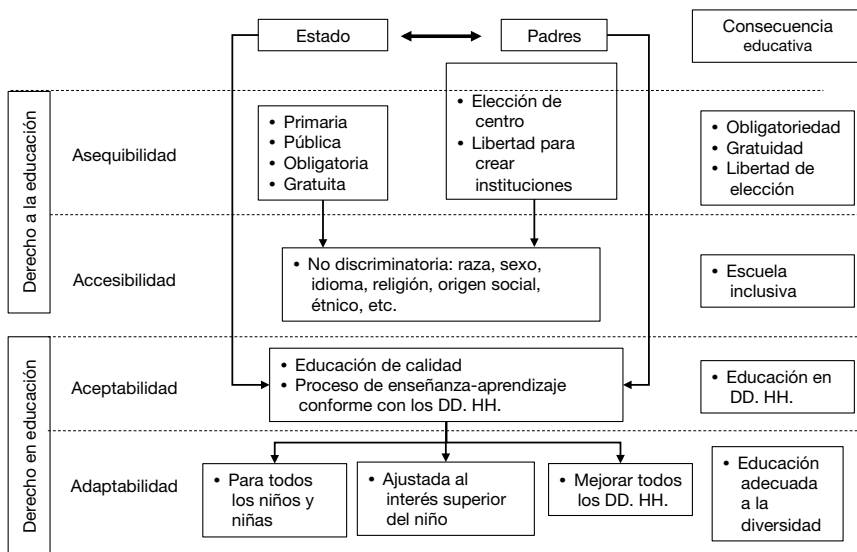 Estado
Padres
Consecuencia
educativa
Derecho a la educación
Asequibilidad
• Primaria
• Pública
• Obligatoria
• Gratuita
• Elección de
centro
• Libertad para
crear
instituciones
• Obligatoriedad
• Gratuidad
• Libertad de
elección
Accesibilidad
• No discriminatoria: raza, sexo,
idioma, religión, origen social,
étnico, etc.
• Escuela
inclusiva
Derecho en educación
Aceptabilidad
• Educación de calidad
• Proceso de enseñanza-aprendizaje
conforme con los DD. HH.
• Educación en
DD. HH.
Adaptabilidad
• Para todos
los niños y
niñas
• Ajustada al
interés superior
del niño
• Mejorar todos
los DD. HH.
• Educación
adecuada
a la
diversidad